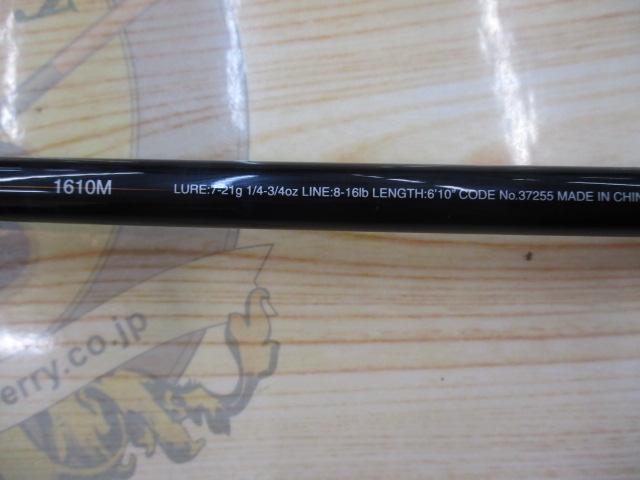 1610M LURE:7-21g 1/4-3/4oz LINE:8-16lb LENGTH:6'10" CODE No.37255 MADE IN CHIN
erry.co.jp